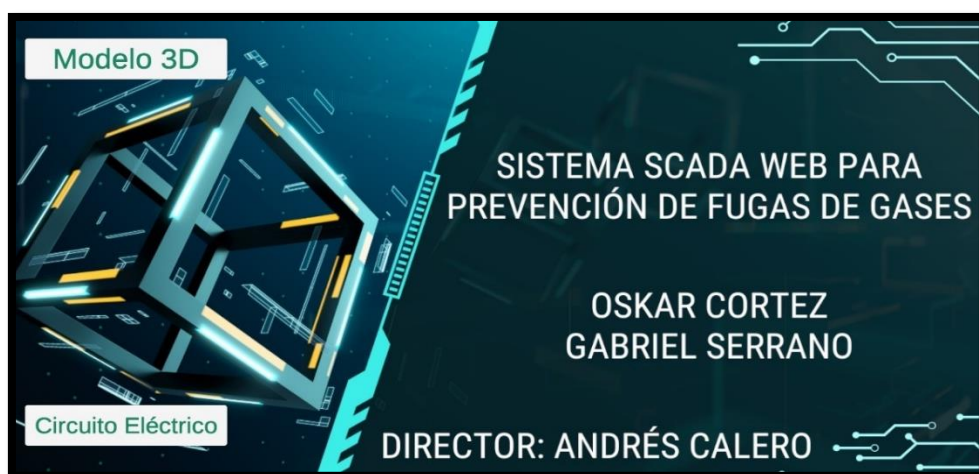 Modelo 3D
SISTEMA SCADA WEB PARA
PREVENCIÓN DE FUGAS DE GASES
OSKAR CORTEZ
GABRIEL SERRANO
Circuito Eléctrico
DIRECTOR: ANDRÉS CALERO